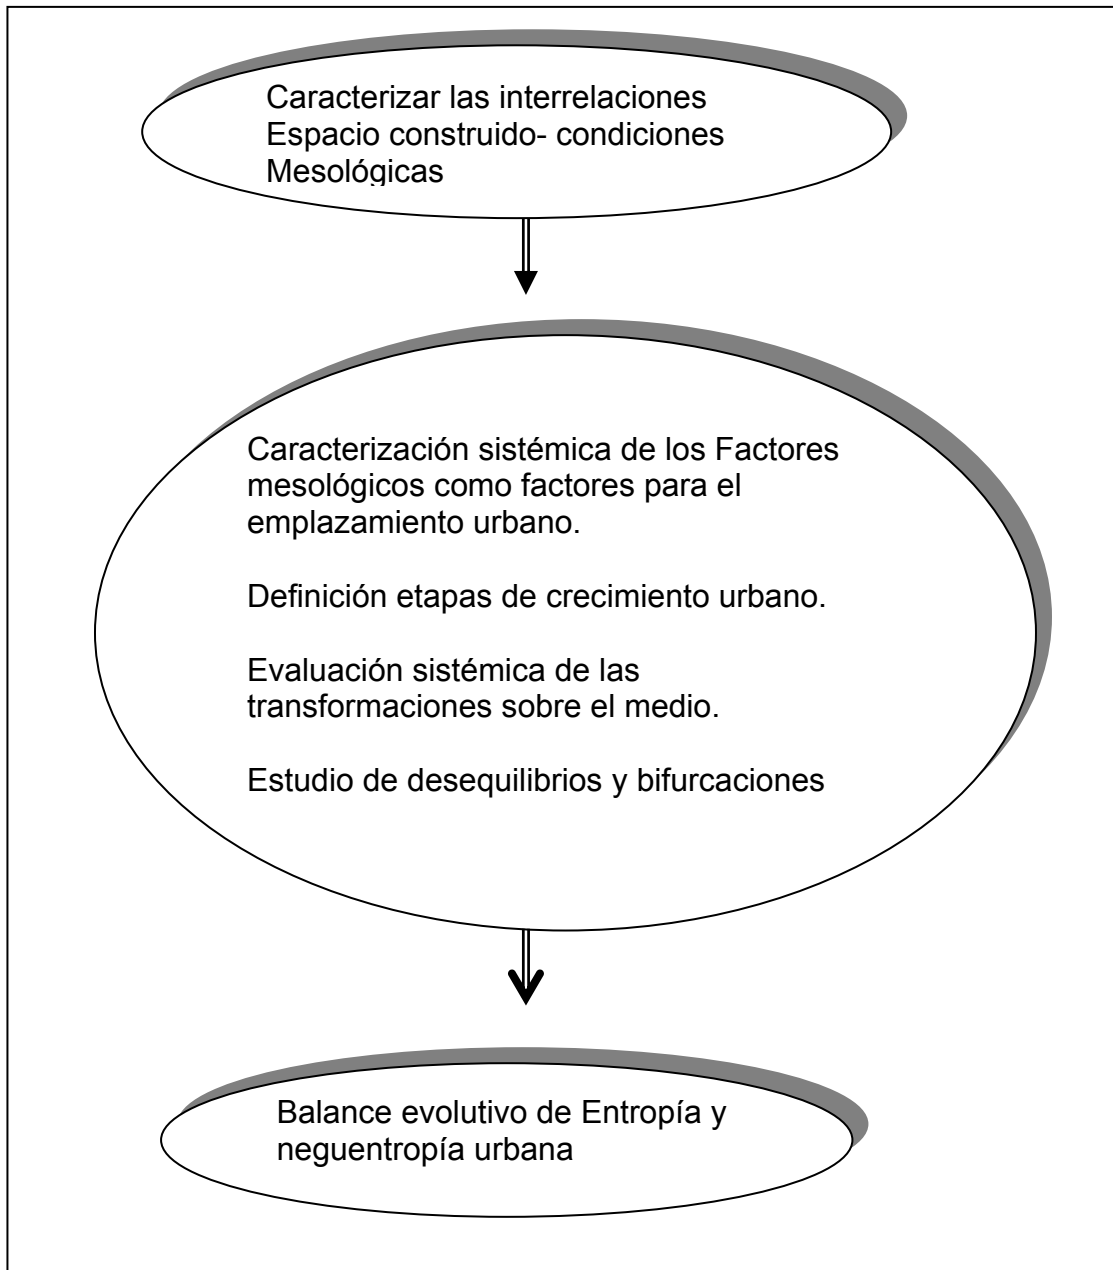 Caracterizar las interrelaciones
Espacio construido- condiciones
Mesológicas
Caracterización sistémica de los Factores
mesológicos como factores para el
emplazamiento urbano.
Definición etapas de crecimiento urbano.
Evaluación sistémica de las
transformaciones sobre el medio.
Estudio de desequilibrios y bifurcaciones
Balance evolutivo de Entropía y
neguentropía urbana